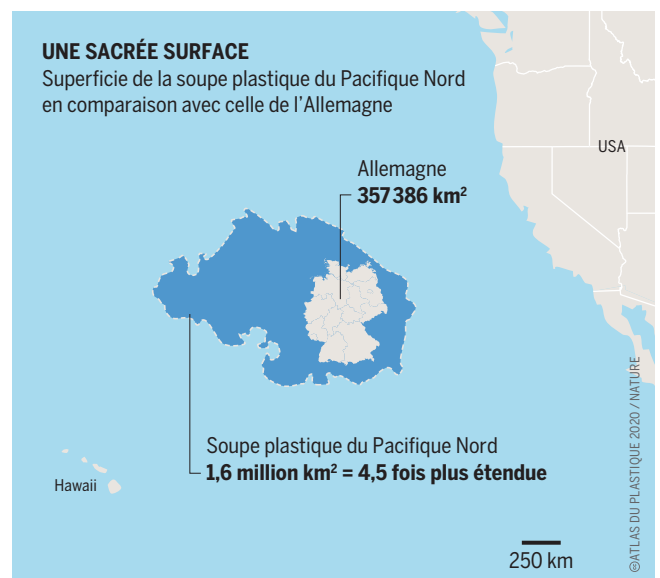 UNE SACRÉE SURFACE
Superficie de la soupe plastique du Pacifique Nord
en comparaison avec celle de l’Allemagne
USA
Allemagne
357 386 km²
Soupe plastique du Pacifique Nord
1,6 million km² = 4,5 fois plus étendue
Hawaii
250 km
©ATLAS DU PLASTIQUE 2020 / NATURE